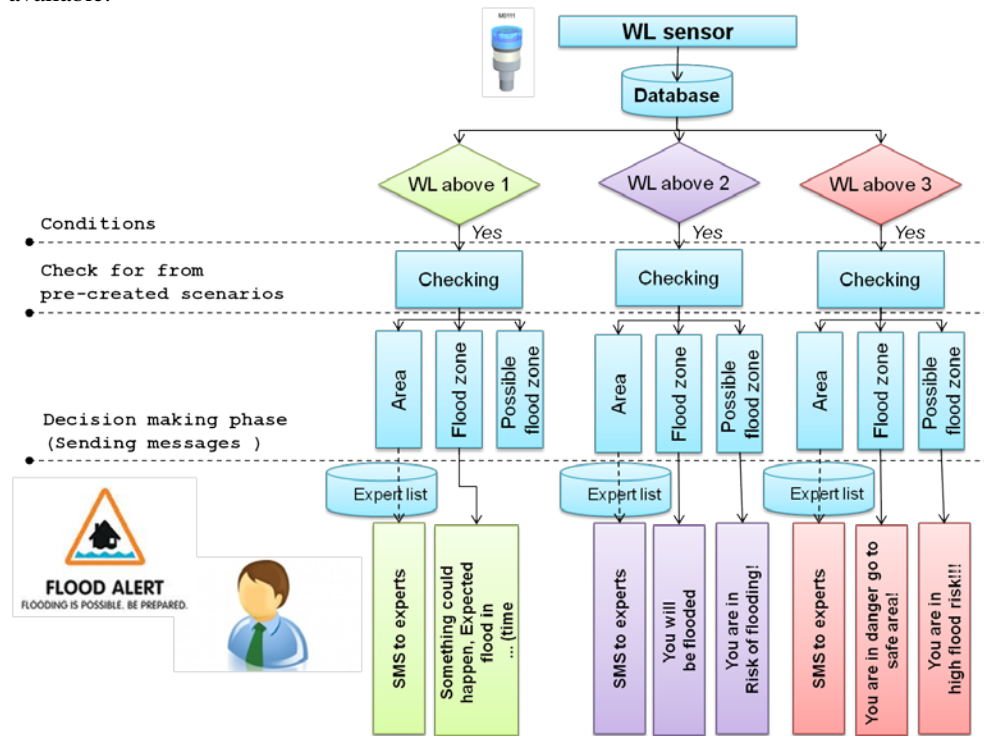 available.
S0111
WL sensor
Database
WL above 1
WL above 2
WL above 3
Conditions
Yes
Yes
Yes
Check for from
pre-created scenarios
Checking
Checking
Checking
Area
Flood zone
Possible
flood zone
Area
Flood zone
Possible
flood zone
Area
Flood zone
Possible
flood zone
Decision making phase
(Sending messages )
Expert list
Expert list
Expert list
FLOOD ALERT
FLOODING IS POSSIBLE. BE PREPARED.
SMS to experts
Something could
happen, Expected
flood in
... (time
SMS to experts
You will
be flooded
You are in
Risk of flooding!
SMS to experts
You are in danger go to
safe area!
You are in
high flood risk!!!